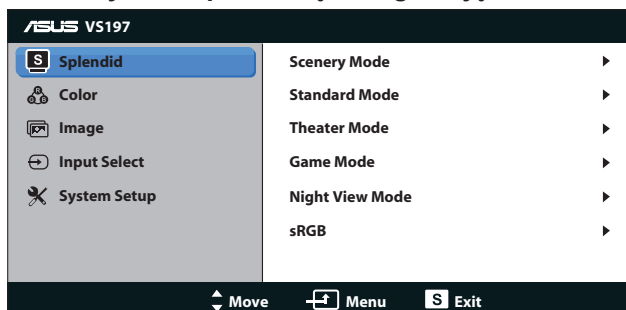 ASUS VS197
S Splendid
Color
Image
Input Select
System Setup
Scenery Mode
Standard Mode
Theater Mode
Game Mode
Night View Mode
sRGB
Move Menu S Exit